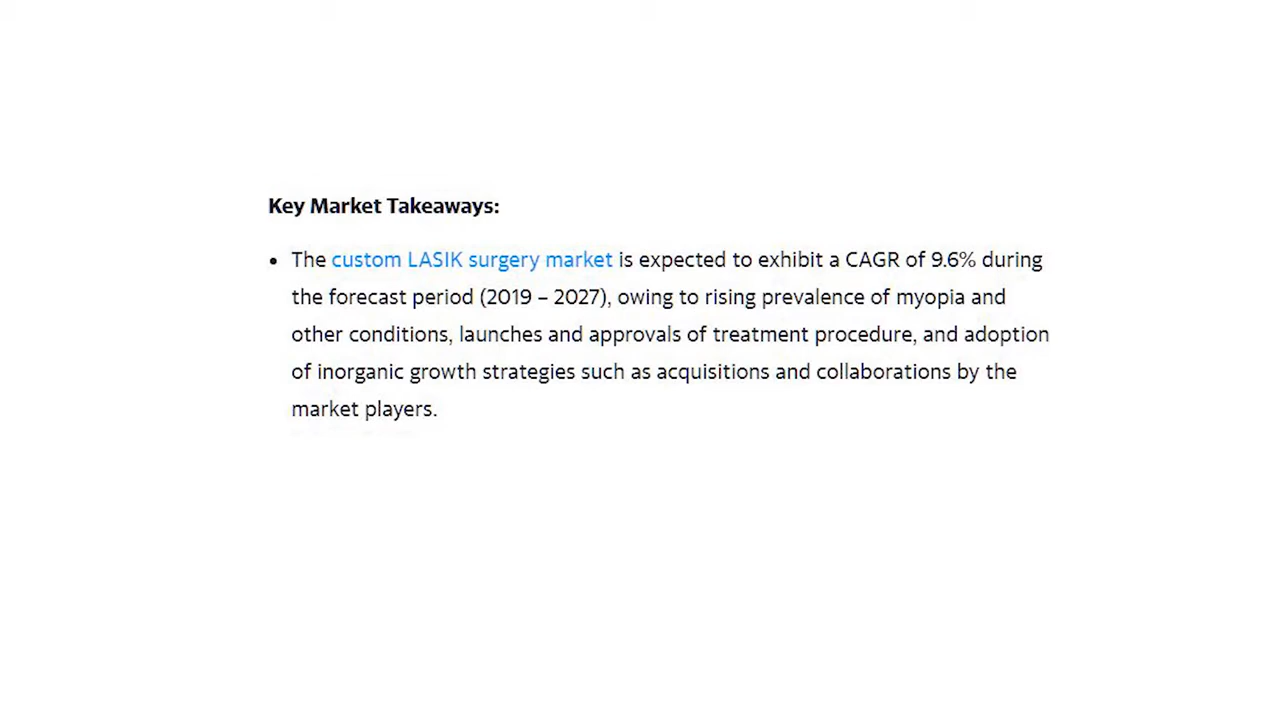 Key Market Takeaways:
• The custom LASIK surgery market is expected to exhibit a CAGR of 9.6% during
the forecast period (2019 – 2027), owing to rising prevalence of myopia and
other conditions, launches and approvals of treatment procedure, and adoption
of inorganic growth strategies such as acquisitions and collaborations by the
market players.